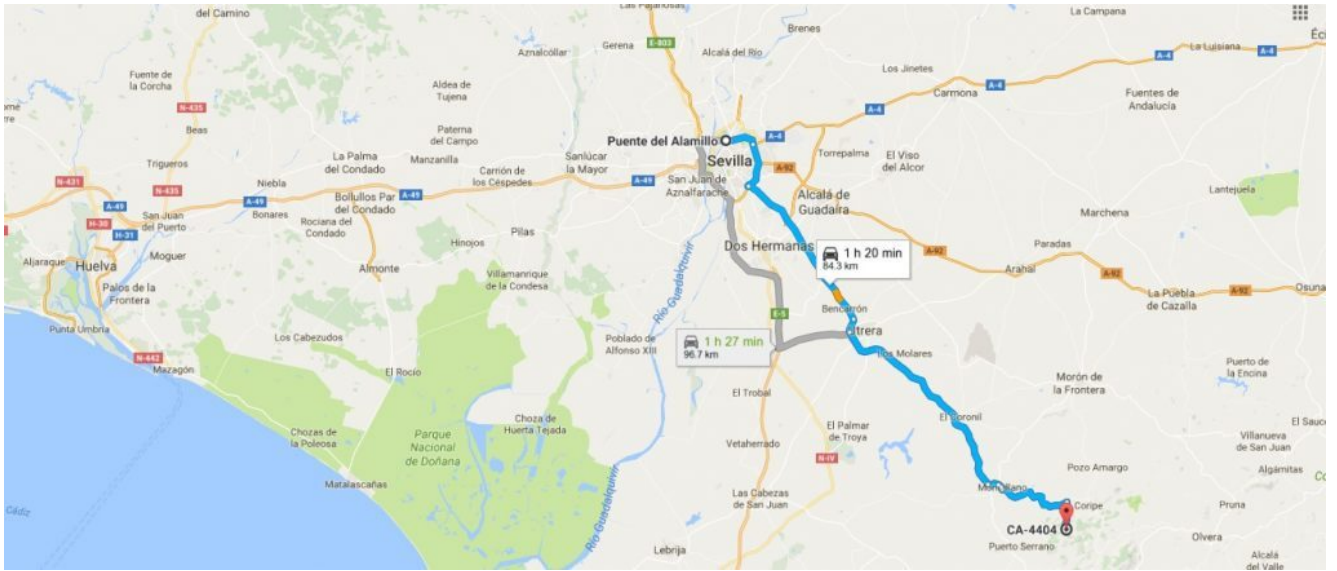 Las Pajanosas
del Camino
La Campana
Brenes
E-803
Gerena
Alcalá del Río
Aznalcóllar
A-4
La Luisiana
Éci
Fuente de
la Corcha
Los Jinetes
Aldea de
Tujena
Carmona
Fuentes de
Andalucía
N-435
A-4
Beas
Paterna
del Campo
Puente del Alamillo
A-4
La Palma
del Condado
Manzanilla
Sanlúcar
la Mayor
Sevilla
Torrepalma
El Viso
del Alcor
Trigueros
Carrión de
los Céspedes
A-92
N-431
N-435
Niebla
A-49
San Juan de
Aznalfarache
A-49
A-49
A-49
Bonares
Bollullos Par
del Condado
Alcalá de
Guadaíra
Lantejuela
San Juan
del Puerto
Rociana del
Condado
Marchena
H-30
H-31
Pilas
Hinojos
Dos Hermanas
Paradas
Aljaraque
Moguer
1 h 20 min
84.3 km
A-92
Huelva
Almonte
Villamanrique
de la Condesa
Arahal
A-92
Palos de la
Frontera
Río Guadalquivir
La Puebla
de Cazalla
A-92
Osuna
Bencarrón
E-5
Punta Umbría
Los Cabezudos
Poblado de
Alfonso XIII
1 h 27 min
96.7 km
trera
N-442
Los Molares
Mazagón
El Rocío
Puerto de
la Encina
Morón de
la Frontera
El Trobal
Choza de
Huerta Tejada
El Coronil
El Sauce
Chozas de
la Poleosa
Parque
Nacional
de Doñana
El Palmar
de Troya
Vetaherrado
Villanueva
de San Juan
N-IV
Pozo Amargo
Algámitas
Matalascañas
Río Guadalquivir
Las Cabezas
de San Juan
Coripe
Pruna
Cádiz
CA-4404
Olvera
Lebrija
Puerto Serrano
Alcalá
del Valle